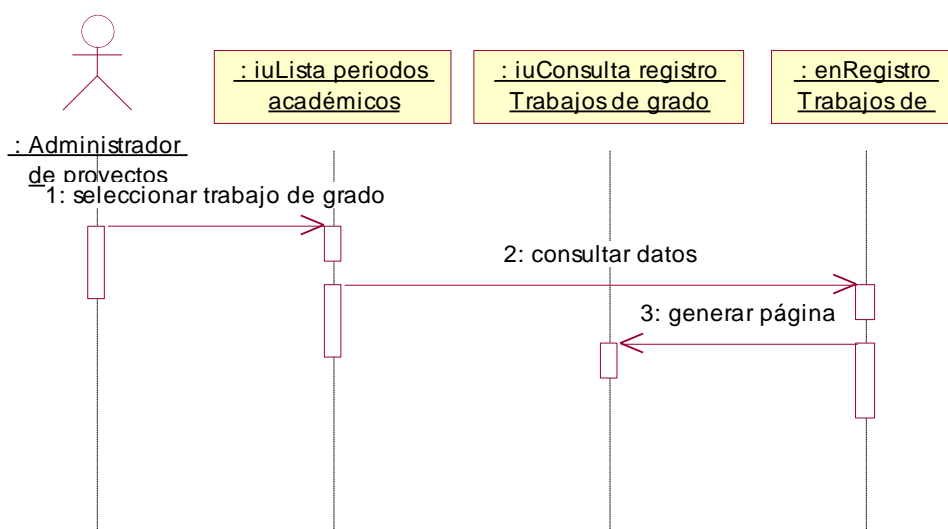 : iuLista periodos
académicos
: iuConsulta registro
Trabajos de grado
: enRegistro
Trabajos de
: Administrador
de proyectos
1: seleccionar trabajo de grado
2: consultar datos
3: generar página